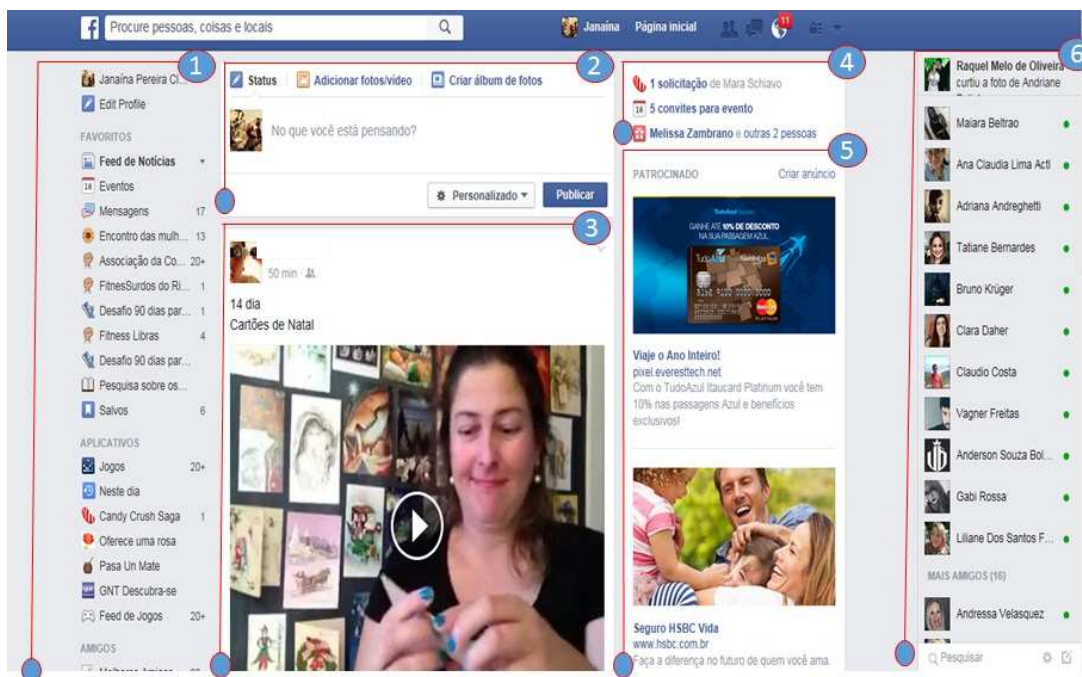 f
Procure pessoas, coisas e locais
Janaína
Página inicial
11
1
Janaína Pereira Cl...
Edit Profile
FAVORITOS
Feed de Notícias
18 Eventos
Mensagens 17
Encontro das mulh... 13
Associação da Co... 20+
FitnesSurdos do Ri... 1
Desafio 90 dias par... 1
Fitness Libras 4
Desafio 90 dias par...
Pesquisa sobre os...
Salvos 6
APLICATIVOS
Jogos 20+
Neste dia
Candy Crush Saga 1
Oferece uma rosa
Pasa Un Mate
GNT Descubra-se
Feed de Jogos 20+
AMIGOS
2
Status
Adicionar fotos/vídeo
Criar álbum de fotos
No que você está pensando?
Personalizado
Publicar
3
50 min
14 dia
Cartões de Natal
4
1 solicitação de Mara Schiavo
18 5 convites para evento
Melissa Zambrano e outras 2 pessoas
5
PATROCINADO
Criar anúncio
TudoAzul
GANHE ATÉ 10% DE DESCONTO
NA SUA PASSAGEM AZUL.
TudoAzul
MasterCard
PLATINUM
Viaje o Ano Inteiro!
pixel.everesttech.net
Com o TudoAzul Itaucard Platinum você tem
10% nas passagens Azul e benefícios
exclusivos!
Seguro HSBC Vida
www.hsbc.com.br
Faça a diferença no futuro de quem você ama.
6
Raquel Melo de Oliveira
curtiu a foto de Andriane
Maiara Beltrao
Ana Claudia Lima Actl
Adriana Andreghetti
Tatiane Bernardes
Bruno Krüger
Clara Daher
Claudio Costa
Vagner Freitas
Anderson Souza Bol...
Gabi Rossa
Liliane Dos Santos F...
MAIS AMIGOS (16)
Andressa Velasquez
Pesquisar